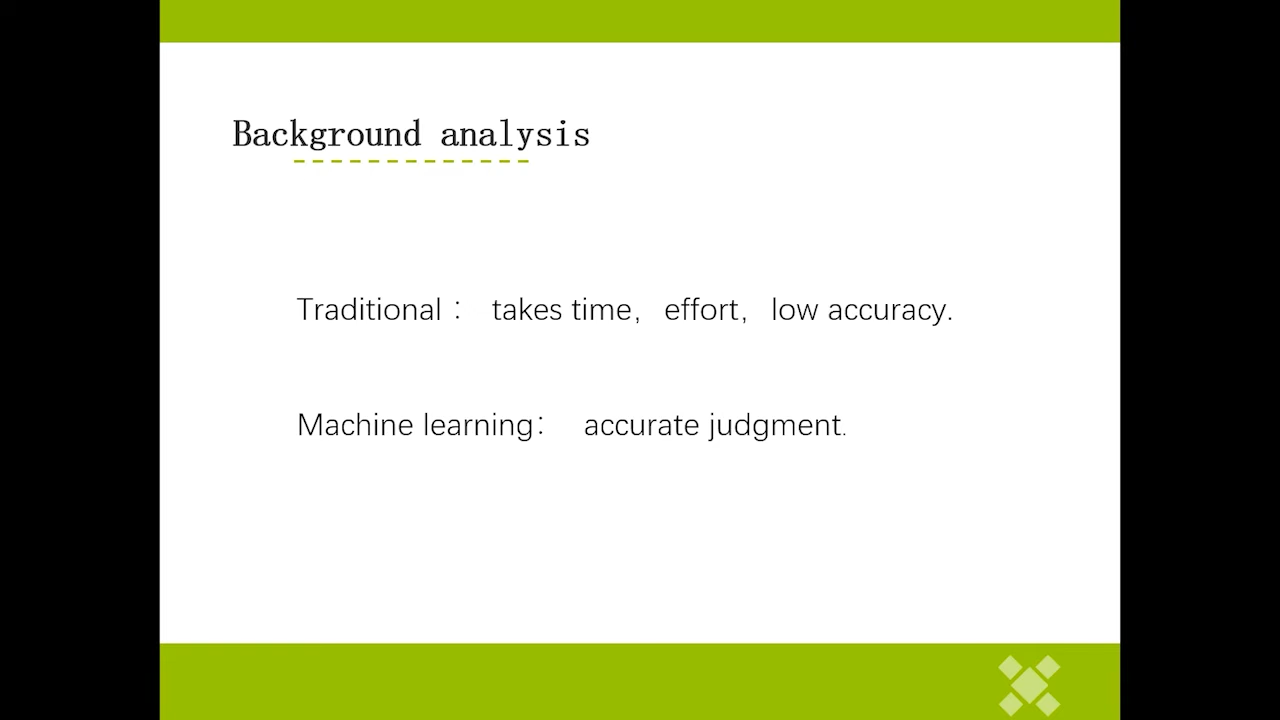 Background analysis
Traditional： takes time， effort， low accuracy.
Machine learning： accurate judgment.